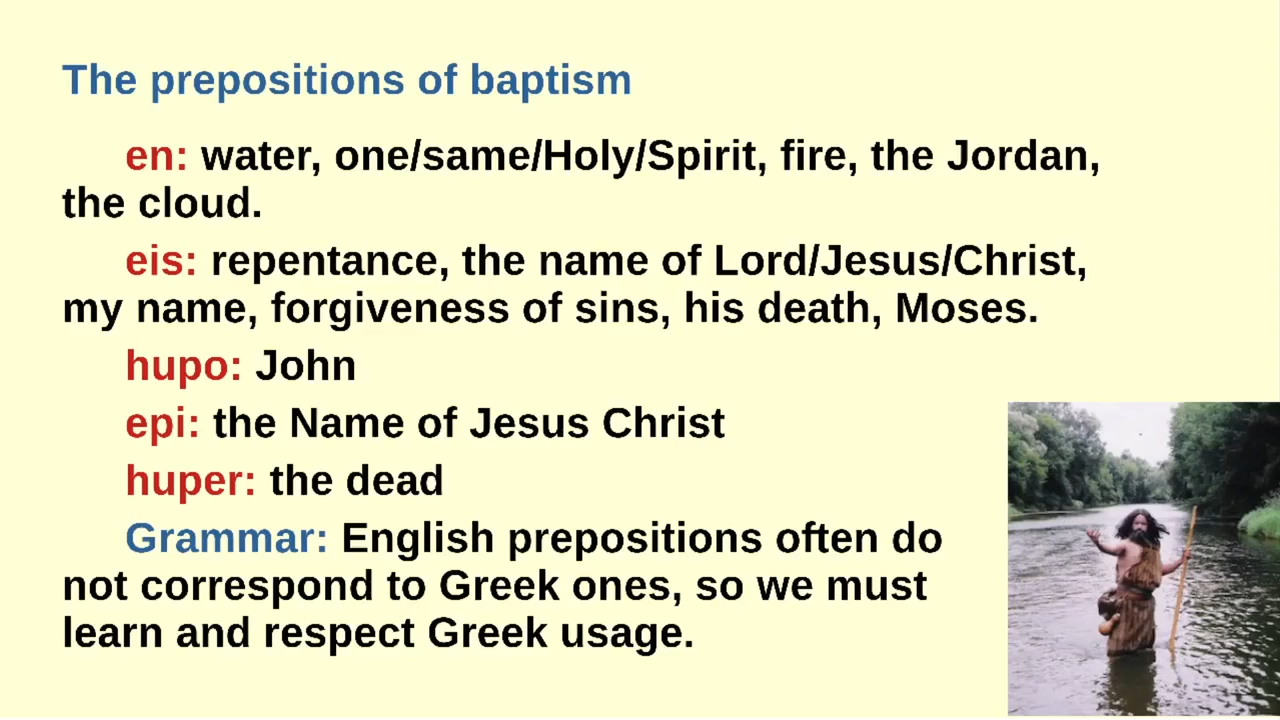 The prepositions of baptism
en: water, one/same/Holy/Spirit, fire, the Jordan,
the cloud.
eis: repentance, the name of Lord/Jesus/Christ,
my name, forgiveness of sins, his death, Moses.
hupo: John
epi: the Name of Jesus Christ
huper: the dead
Grammar: English prepositions often do
not correspond to Greek ones, so we must
learn and respect Greek usage.